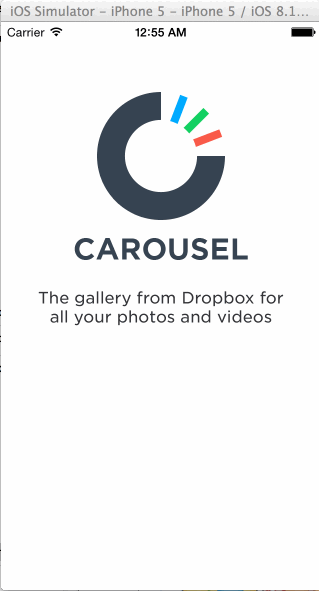 iOS Simulator - iPhone 5 - iPhone 5 / iOS 8.1...
Carrier 12:55 AM
CAROUSEL
The gallery from Dropbox for
all your photos and videos